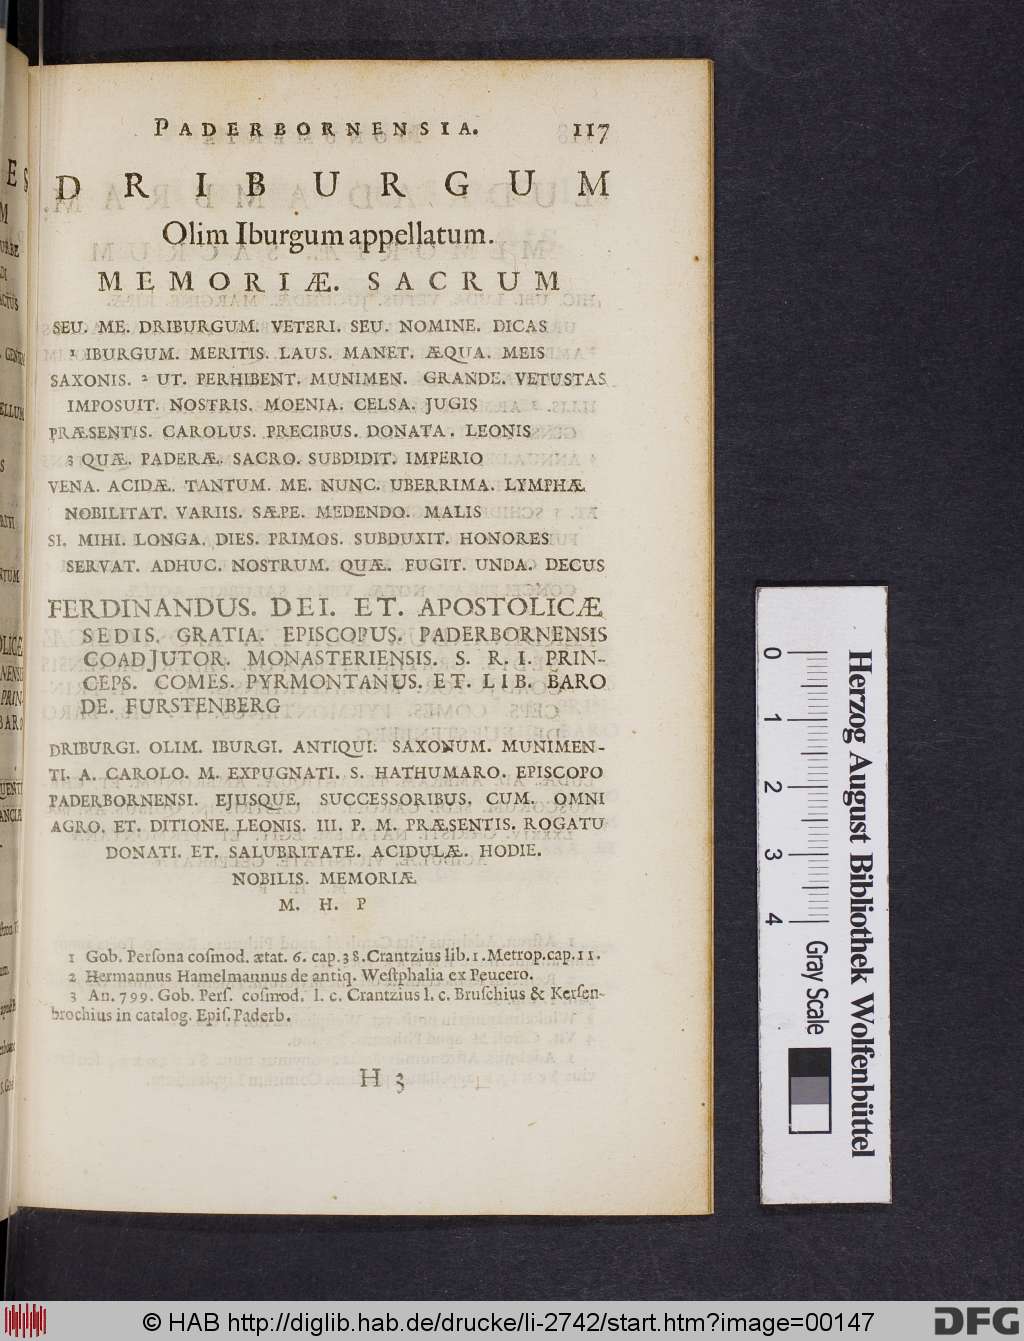 PADERBORNENSIA. 117
DRIBURGUM
Olim Iburgum appellatum.
MEMORIÆ. SACRUM
SEU. ME. DRIBURGUM. VETERI. SEU. NOMINE. DICAS
1 IBURGUM. MERITIS. LAUS. MANET. ÆQUA. MEIS
SAXONIS. 2 UT. PERHIBENT. MUNIMEN. GRANDE. VETUSTAS
IMPOSUIT. NOSTRIS. MOENIA. CELSA. JUGIS
PRÆSENTIS. CAROLUS. PRECIBUS. DONATA. LEONIS
3 QUÆ. PADERÆ. SACRO. SUBDIDIT. IMPERIO
VENA. ACIDÆ. TANTUM. ME. NUNC. UBERRIMA. LYMPHÆ
NOBILITAT. VARIIS. SÆPE. MEDENDO. MALIS
SI. MIHI. LONGA. DIES. PRIMOS. SUBDUXIT. HONORES
SERVAT. ADHUC. NOSTRUM. QUÆ. FUGIT. UNDA. DECUS
FERDINANDUS. DEI. ET. APOSTOLICÆ
SEDIS. GRATIA. EPISCOPUS. PADERBORNENSIS
COADJUTOR. MONASTERIENSIS. S. R. I. PRIN-
CEPS. COMES. PYRMONTANUS. ET. LIB. BARO
DE. FURSTENBERG
DRIBURGI. OLIM. IBURGI. ANTIQUI. SAXONUM. MUNIMEN-
TI. A. CAROLO. M. EXPUGNATI. S. HATHUMARO. EPISCOPO
PADERBORNENSI. EJUSQUE. SUCCESSORIBUS. CUM. OMNI
AGRO. ET. DITIONE. LEONIS. III. P. M. PRÆSENTIS. ROGATU
DONATI. ET. SALUBRITATE. ACIDULÆ. HODIE.
NOBILIS. MEMORIÆ
M. H. P
1 Gob. Perſona coſmod. ætat. 6. cap. 38. Crantzius lib. 1. Metrop. cap. 11.
2 Hermannus Hamelmannus de antiq. Weſtphalia ex Peucero.
3 An. 799. Gob. Perſ. coſmod. l. c. Crantzius l. c. Bruſchius & Kerſen-
brochius in catalog. Epiſ. Paderb.
H 3
0 1 2 3 4
Gray Scale
Herzog August Bibliothek Wolfenbüttel
© HAB http://diglib.hab.de/drucke/li-2742/start.htm?image=00147
DFG